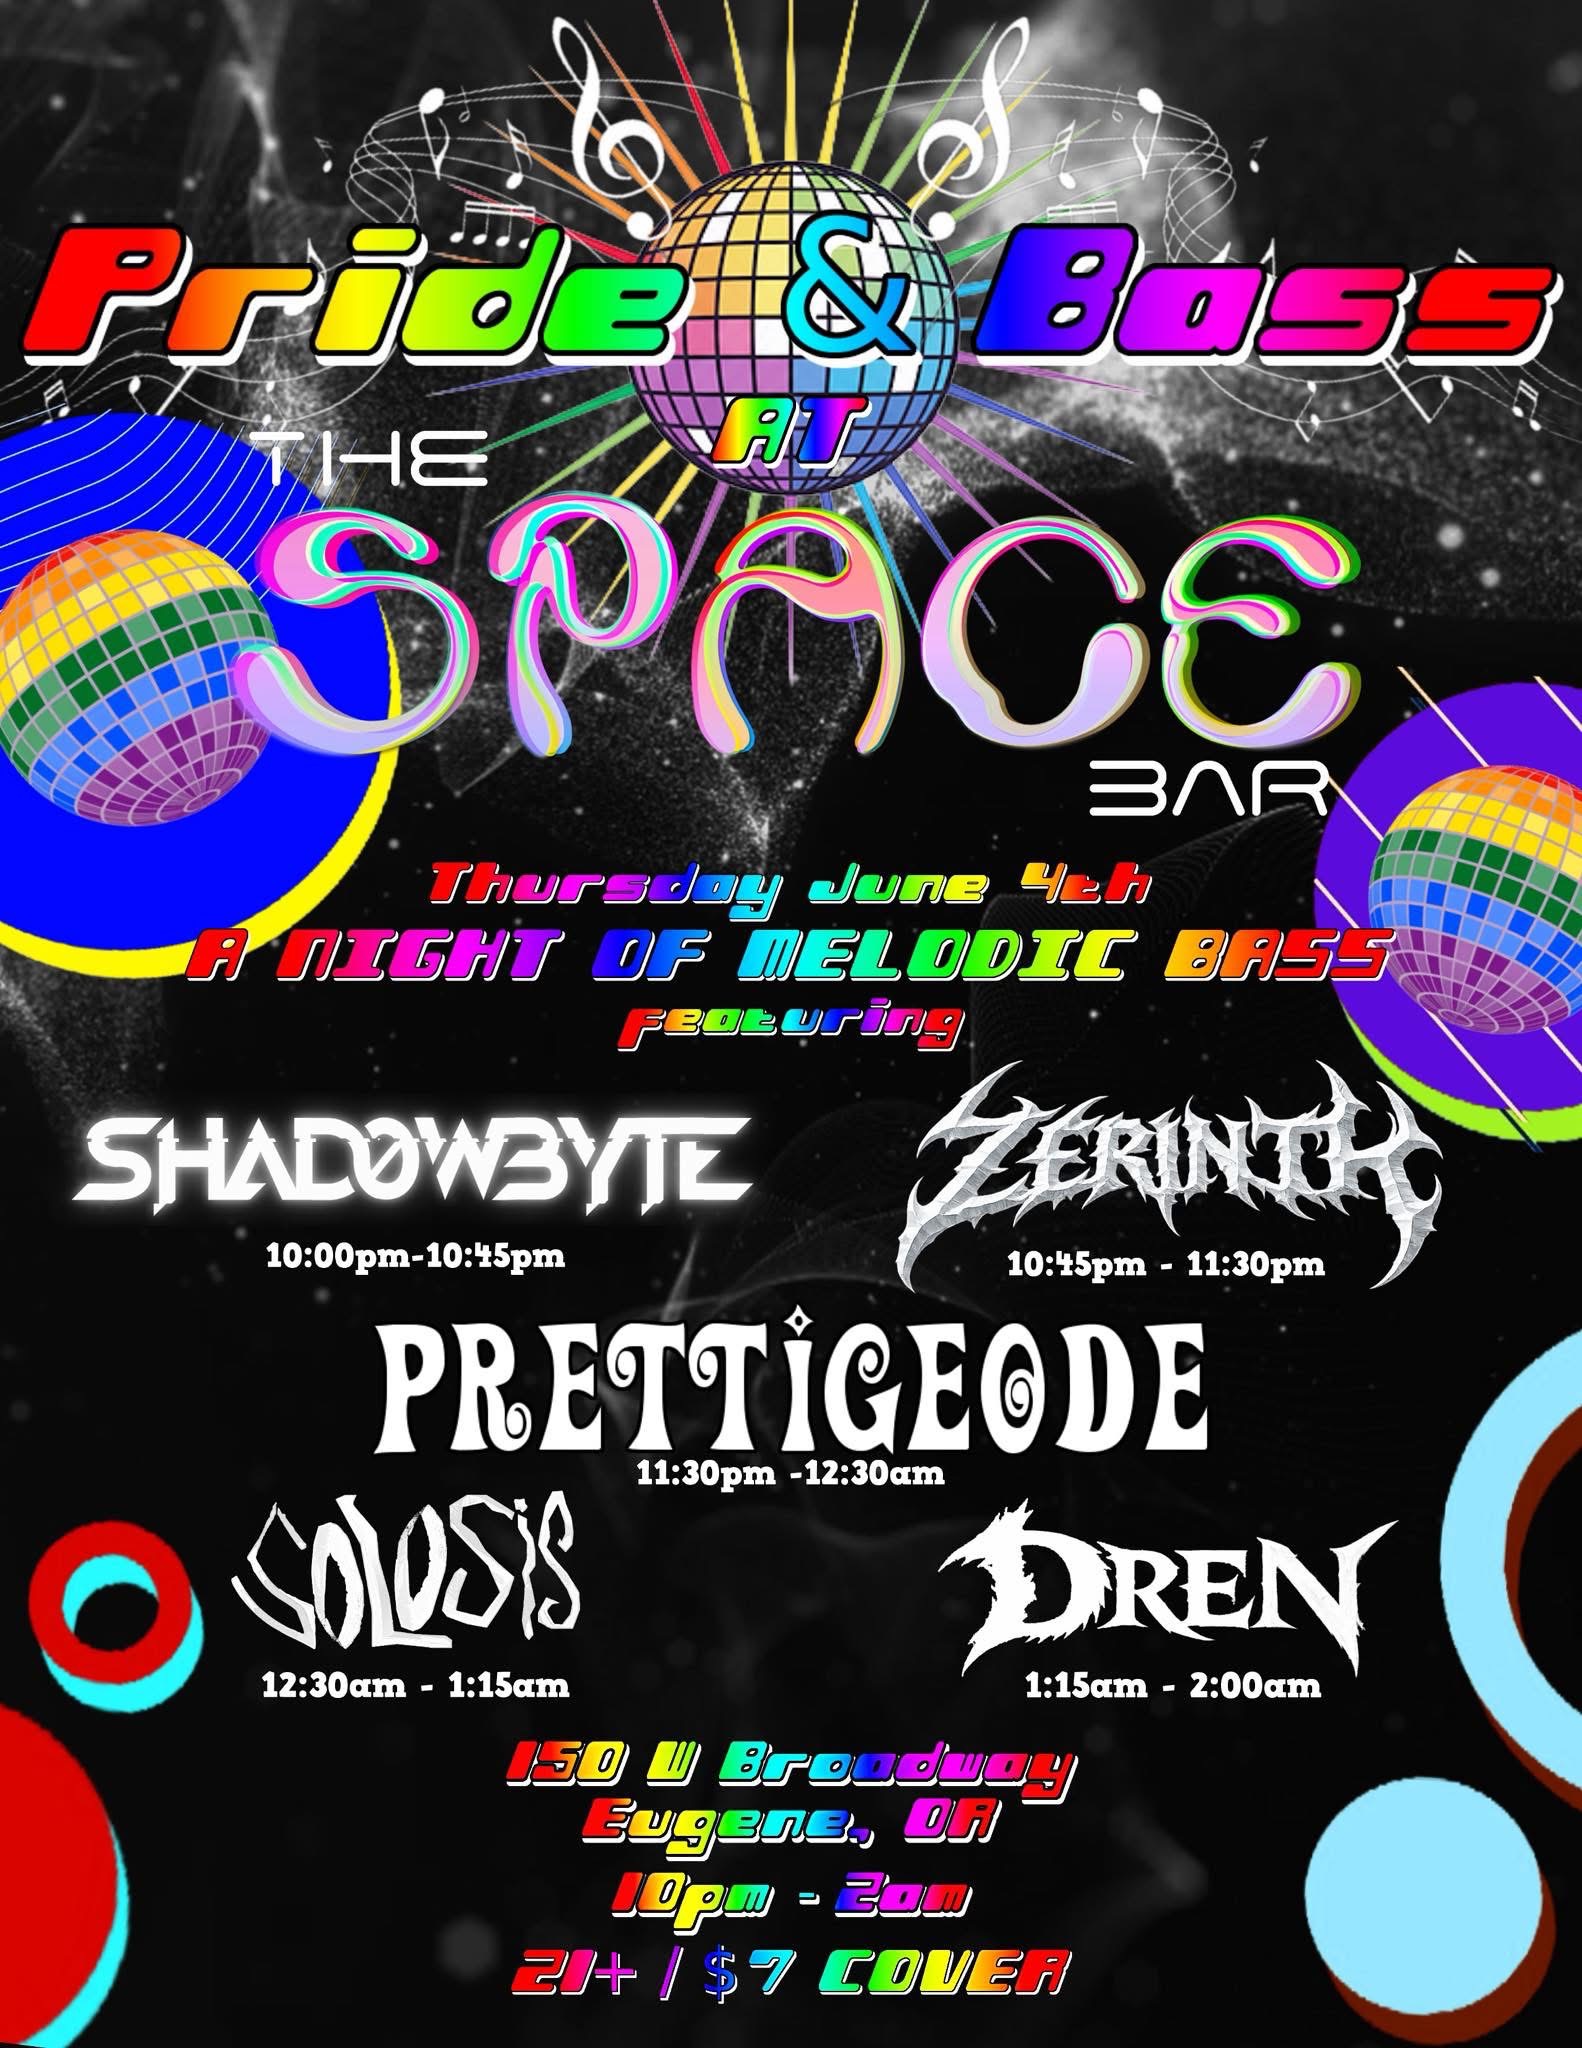 Pride & Bass
AT
THE
SPACE
BAR
Thursday June 4th
A NIGHT OF MELODIC BASS
Featuring
SHADOWBYTE
ZERINTH
10:00pm-10:45pm
10:45pm - 11:30pm
PRETTiGEODE
11:30pm -12:30am
SOLOSiS
DREN
12:30am - 1:15am
1:15am - 2:00am
150 W Broadway
Eugene, OR
10pm - 2am
21+ / $7 COVER